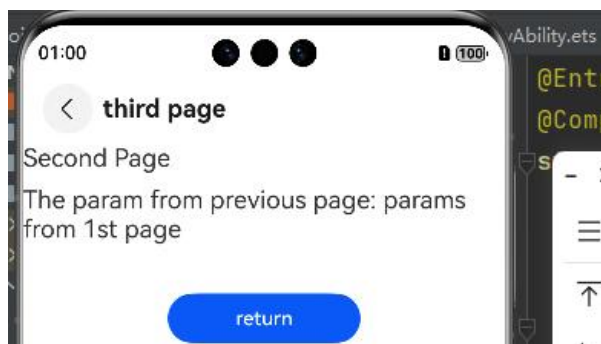 01:00
100
third page
Second Page
The param from previous page: params
from 1st page
return
Ability.ets
@Ent
@Com
s